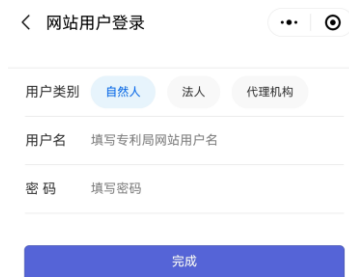 网站用户登录
用户类别 自然人 法人 代理机构
用户名 填写专利局网站用户名
密码 填写密码
完成